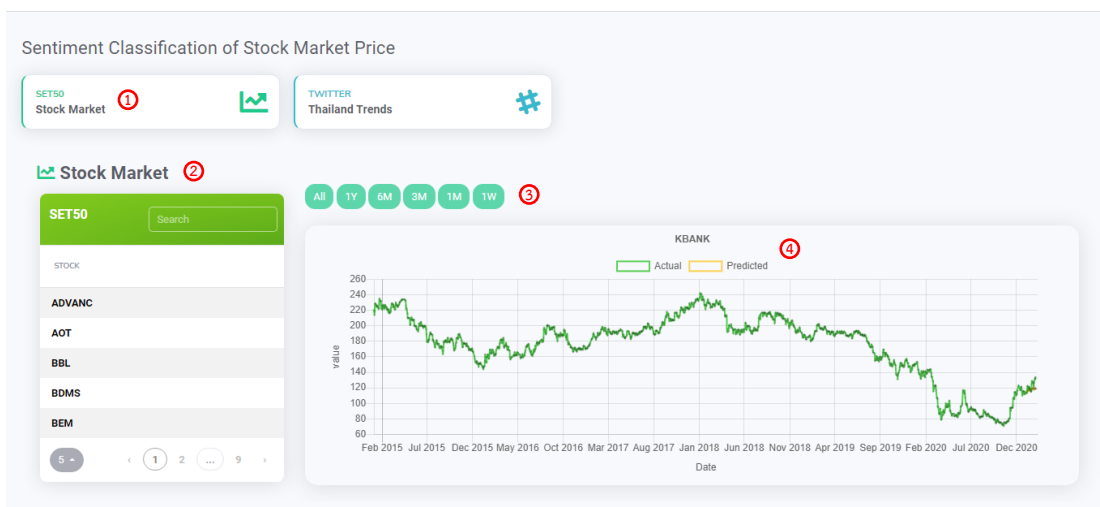 Sentiment Classification of Stock Market Price
SET50
Stock Market
1
TWITTER
Thailand Trends
Stock Market 2
SET50 Search
STOCK
ADVANC
AOT
BBL
BDMS
BEM
5 1 2 ... 9
All 1Y 6M 3M 1M 1W 3
KBANK
4
Actual Predicted
260
240
220
200
180
160
140
120
100
80
60
value
Feb 2015 Jul 2015 Dec 2015 May 2016 Oct 2016 Mar 2017 Aug 2017 Jan 2018 Jun 2018 Nov 2018 Apr 2019 Sep 2019 Feb 2020 Jul 2020 Dec 2020
Date